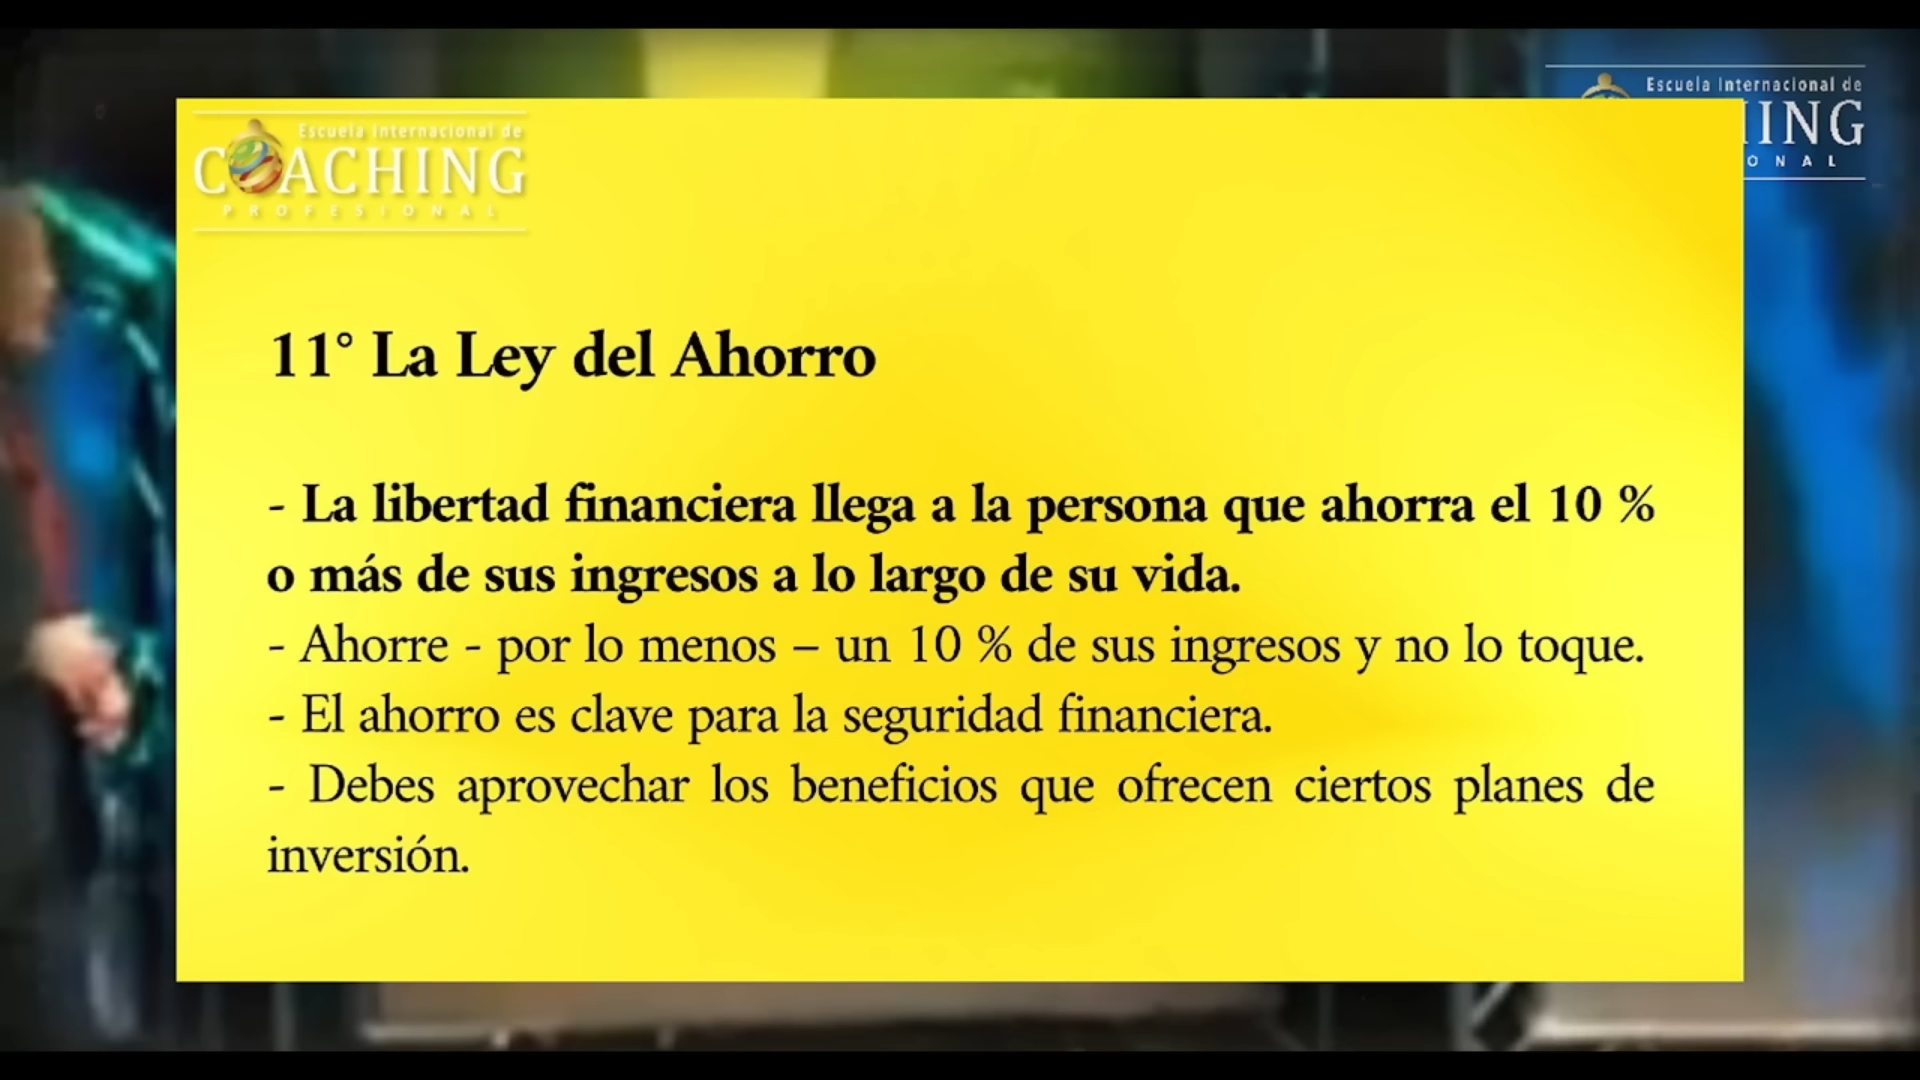 Escuela Internacional de
COACHING
PROFESIONAL
Escuela Internacional de
ING
ONAL
11° La Ley del Ahorro
- La libertad financiera llega a la persona que ahorra el 10 %
o más de sus ingresos a lo largo de su vida.
- Ahorre - por lo menos – un 10 % de sus ingresos y no lo toque.
- El ahorro es clave para la seguridad financiera.
- Debes aprovechar los beneficios que ofrecen ciertos planes de
inversión.